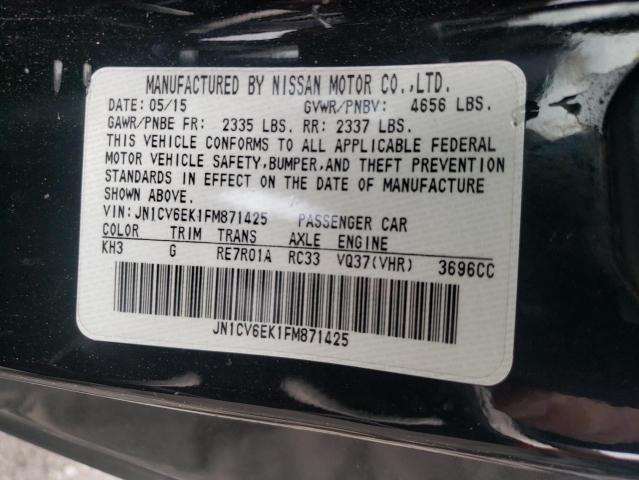 MANUFACTURED BY NISSAN MOTOR CO.,LTD.
DATE: 05/15 GVWR/PNBV: 4656 LBS.
GAWR/PNBE FR: 2335 LBS. RR: 2337 LBS.
THIS VEHICLE CONFORMS TO ALL APPLICABLE FEDERAL
MOTOR VEHICLE SAFETY,BUMPER,AND THEFT PREVENTION
STANDARDS IN EFFECT ON THE DATE OF MANUFACTURE
SHOWN ABOVE.
VIN: JN1CV6EK1FM871425 PASSENGER CAR
COLOR TRIM TRANS AXLE ENGINE
KH3 G RE7R01A RC33 VQ37(VHR) 3696CC
JN1CV6EK1FM871425